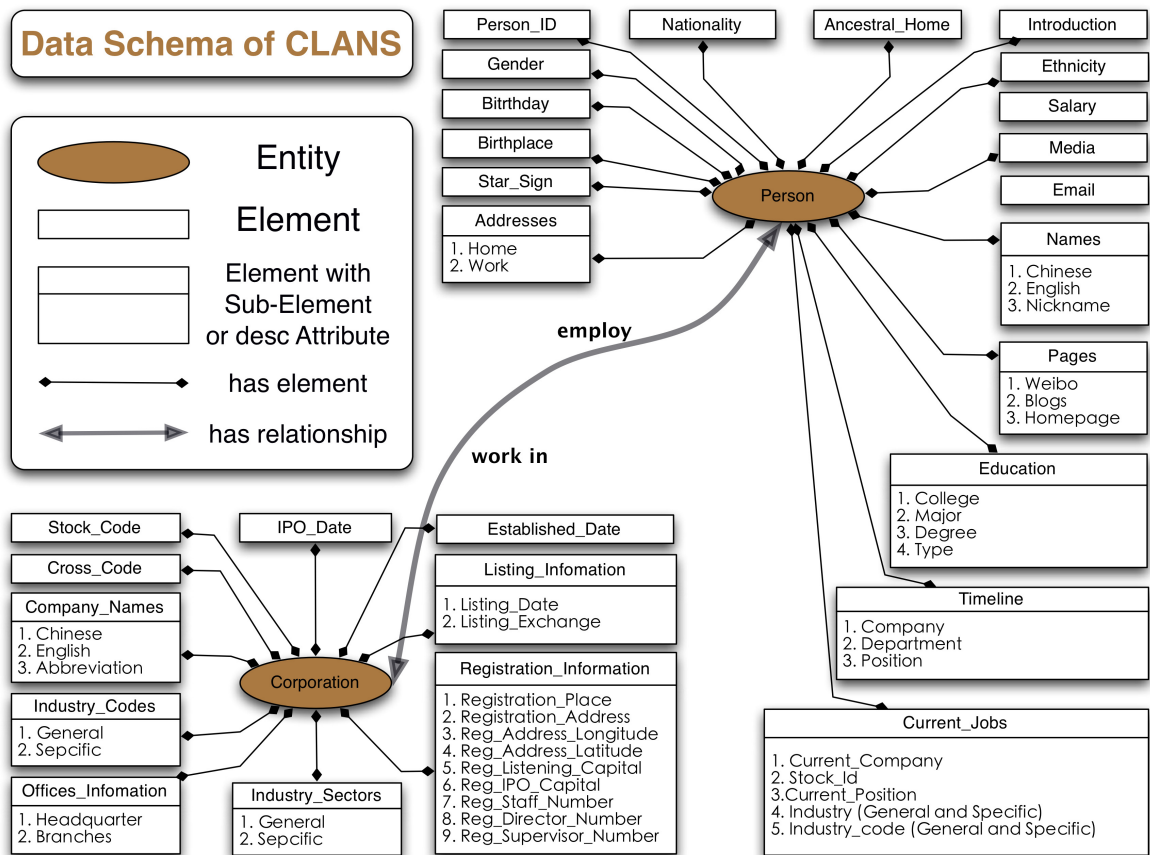 Data Schema of CLANS
Entity
Element
Element with
Sub-Element
or desc Attribute
has element
has relationship
Person_ID
Gender
Bitrthday
Birthplace
Star_Sign
Addresses
1. Home
2. Work
Nationality
Ancestral_Home
Introduction
Ethnicity
Salary
Media
Email
Names
1. Chinese
2. English
3. Nickname
Pages
1. Weibo
2. Blogs
3. Homepage
Education
1. College
2. Major
3. Degree
4. Type
Timeline
1. Company
2. Department
3. Position
Current_Jobs
1. Current_Company
2. Stock_Id
3.Current_Position
4. Industry (General and Specific)
5. Industry_code (General and Specific)
Person
employ
work in
Stock_Code
Cross_Code
Company_Names
1. Chinese
2. English
3. Abbreviation
Industry_Codes
1. General
2. Sepcific
Offices_Infomation
1. Headquarter
2. Branches
IPO_Date
Corporation
Industry_Sectors
1. General
2. Sepcific
Established_Date
Listing_Infomation
1. Listing_Date
2. Listing_Exchange
Registration_Information
1. Registration_Place
2. Registration_Address
3. Reg_Address_Longitude
4. Reg_Address_Latitude
5. Reg_Listening_Capital
6. Reg_IPO_Capital
7. Reg_Staff_Number
8. Reg_Director_Number
9. Reg_Supervisor_Number